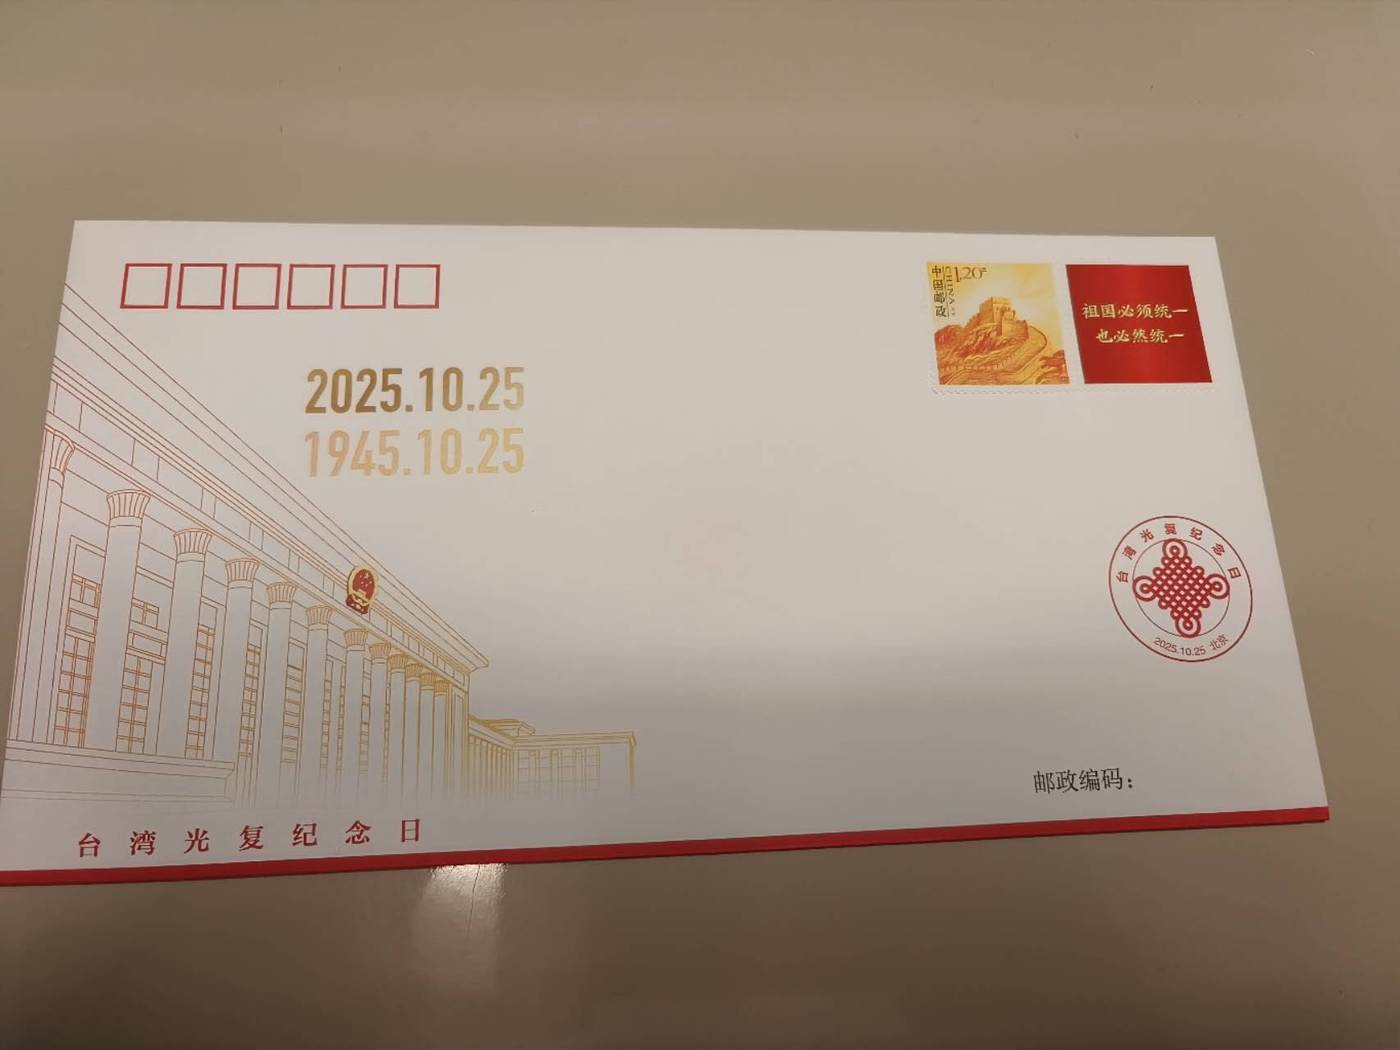 中国邮政
CHINA
1.20元
祖国必须统一
也必然统一
2025.10.25
1945.10.25
台湾光复纪念日
2025.10.25 北京
邮政编码：
台湾光复纪念日